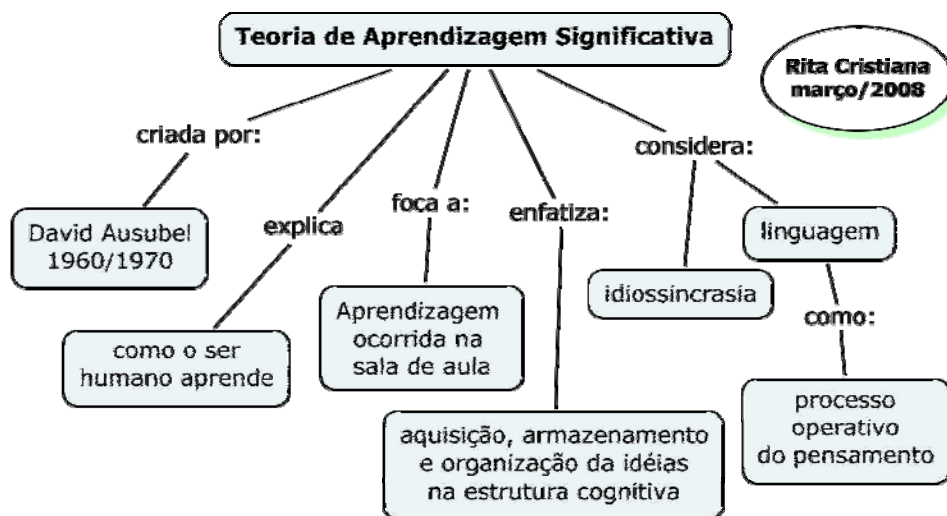 Teoria de Aprendizagem Significativa
Rita Cristiana
março/2008
criada por:
considera:
David Ausubel
1960/1970
explica
foca a:
enfatiza:
linguagem
como o ser
humano aprende
Aprendizagem
ocorrida na
sala de aula
idiossincrasia
como:
aquisição, armazenamento
e organização da idéias
na estrutura cognitiva
processo
operativo
do pensamento